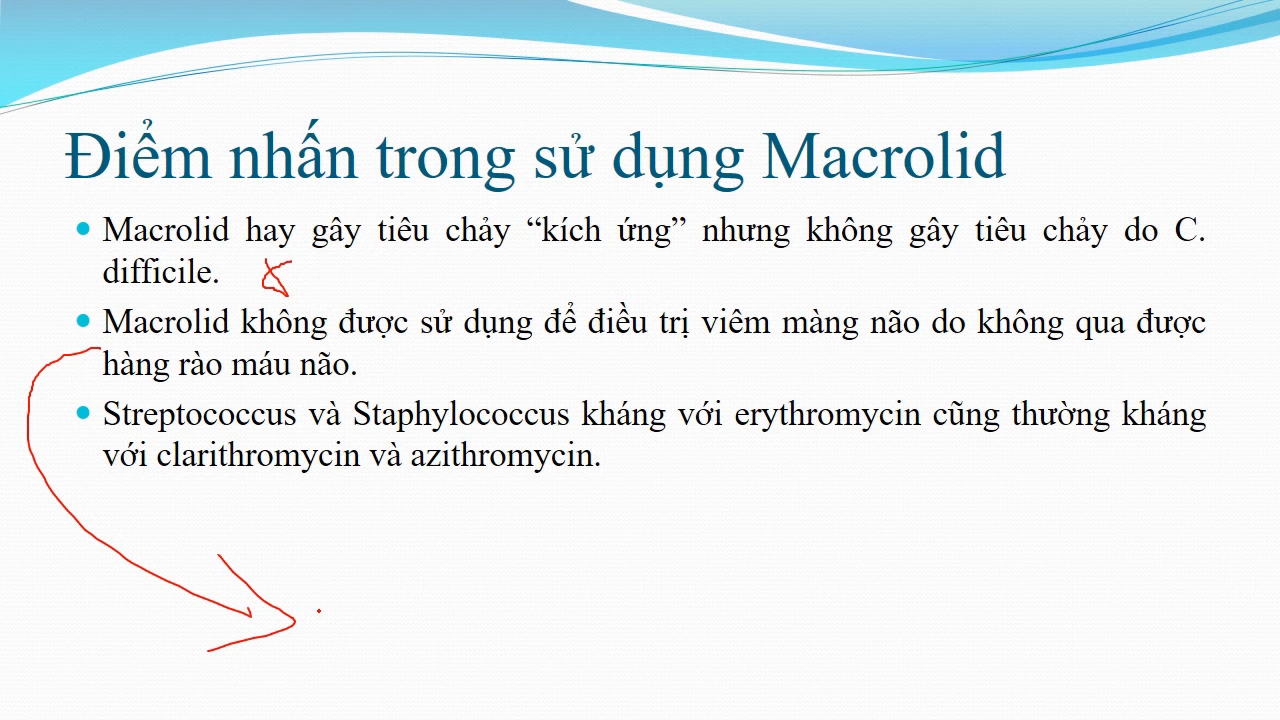 Điểm nhấn trong sử dụng Macrolid
• Macrolid hay gây tiêu chảy “kích ứng” nhưng không gây tiêu chảy do C.
difficile.
• Macrolid không được sử dụng để điều trị viêm màng não do không qua được
hàng rào máu não.
• Streptococcus và Staphylococcus kháng với erythromycin cũng thường kháng
với clarithromycin và azithromycin.